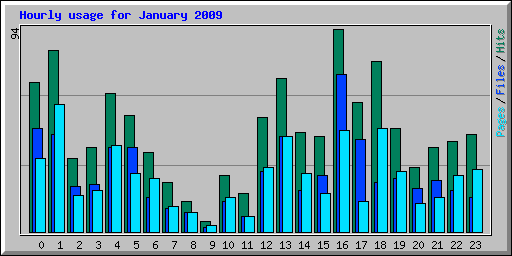 Hourly usage for January 2009
94
Pages / Files / Hits
0 1 2 3 4 5 6 7 8 9 10 11 12 13 14 15 16 17 18 19 20 21 22 23